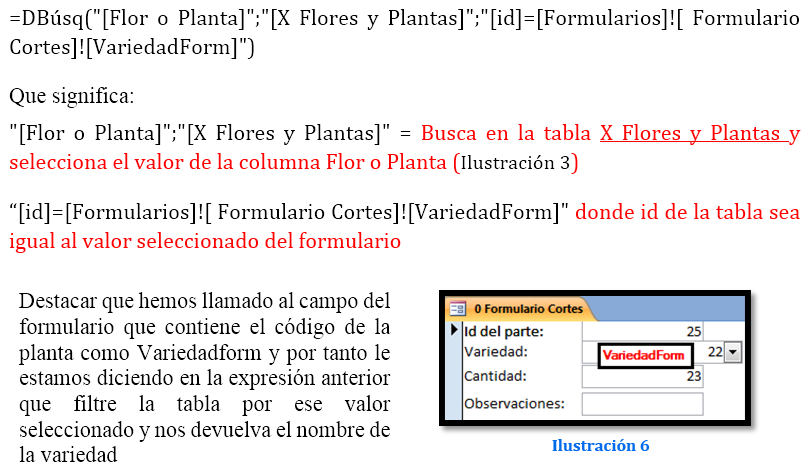 =DBúsq("[Flor o Planta]";"[X Flores y Plantas]";"[id]=[Formularios]![ Formulario
Cortes]![VariedadForm]")
Que significa:
"[Flor o Planta]";"[X Flores y Plantas]" = Busca en la tabla X Flores y Plantas y
selecciona el valor de la columna Flor o Planta (Ilustración 3)
“[id]=[Formularios]![ Formulario Cortes]![VariedadForm]" donde id de la tabla sea
igual al valor seleccionado del formulario
Destacar que hemos llamado al campo del
formulario que contiene el código de la
planta como Variedadform y por tanto le
estamos diciendo en la expresión anterior
que filtre la tabla por ese valor
seleccionado y nos devuelva el nombre de
la variedad
0 Formulario Cortes
Id del parte: 25
Variedad: VariedadForm 22
Cantidad: 23
Observaciones:
Ilustración 6